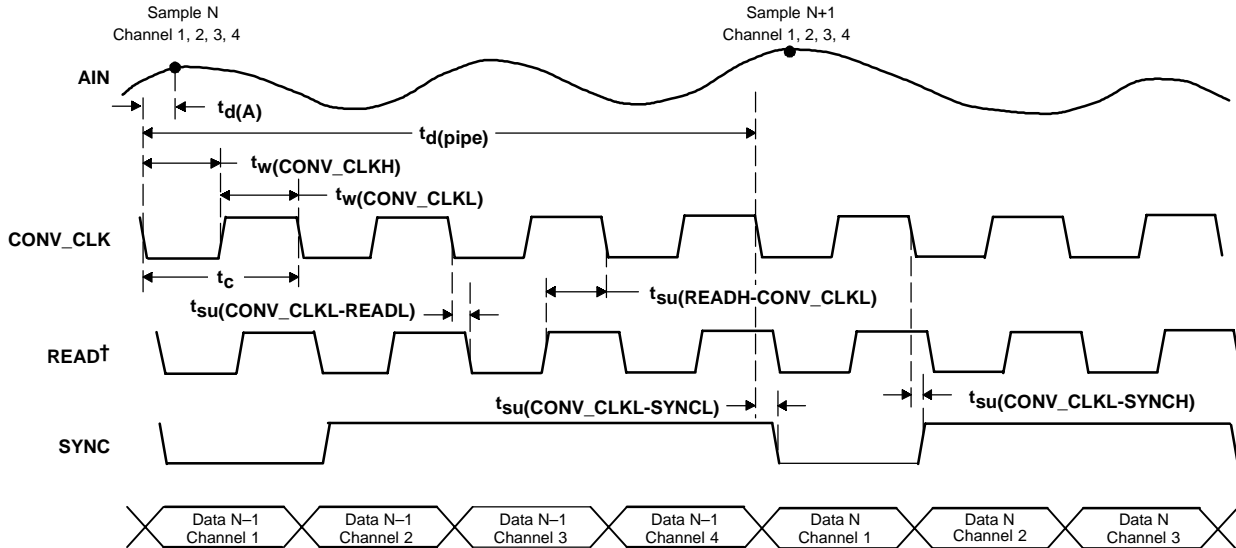 Sample N
Channel 1, 2, 3, 4
Sample N+1
Channel 1, 2, 3, 4
AIN
td(A)
td(pipe)
tw(CONV_CLKH)
tw(CONV_CLKL)
CONV_CLK
tc
tsu(CONV_CLKL-READL)
tsu(READH-CONV_CLKL)
READ†
tsu(CONV_CLKL-SYNCL)
tsu(CONV_CLKL-SYNCH)
SYNC
Data N–1
Channel 1
Data N–1
Channel 2
Data N–1
Channel 3
Data N–1
Channel 4
Data N
Channel 1
Data N
Channel 2
Data N
Channel 3